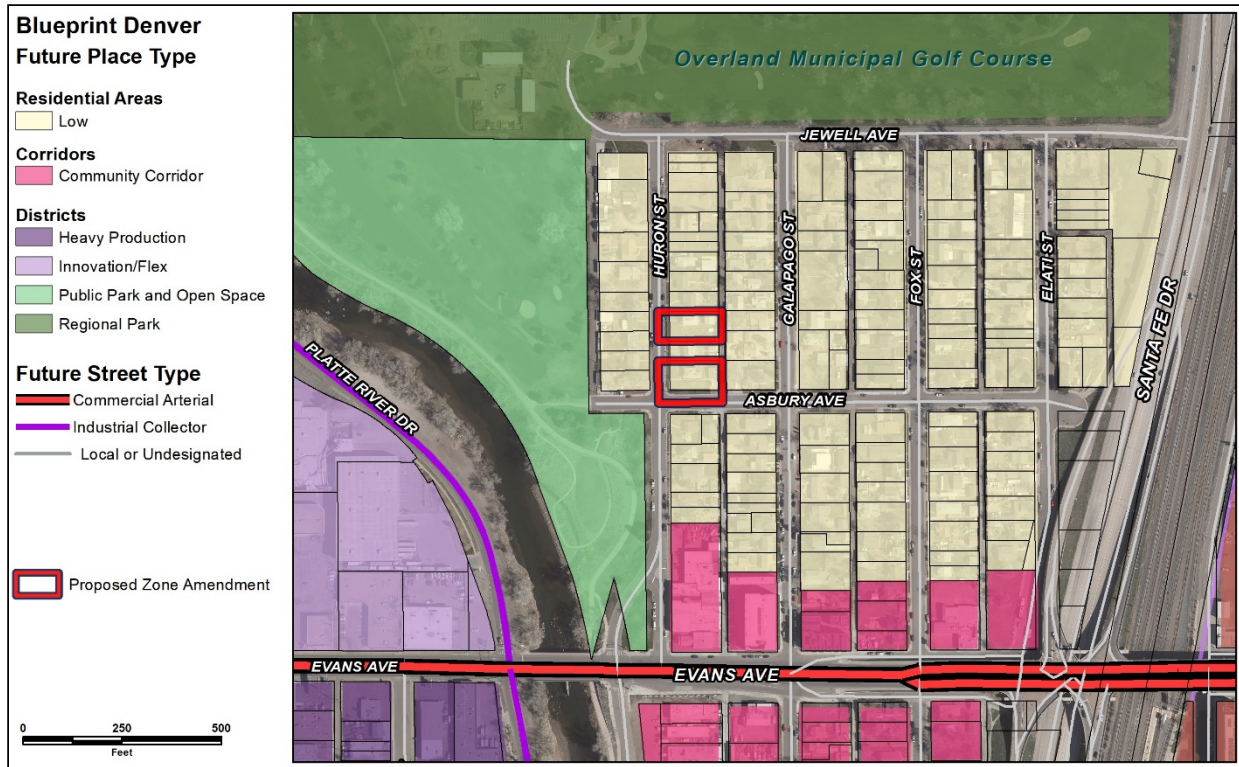 Blueprint Denver
Future Place Type
Residential Areas
Low
Corridors
Community Corridor
Districts
Heavy Production
Innovation/Flex
Public Park and Open Space
Regional Park
Future Street Type
Commercial Arterial
Industrial Collector
Local or Undesignated
Proposed Zone Amendment
0 250 500
Feet
Overland Municipal Golf Course
JEWELL AVE
HURON ST
GALAPAGO ST
FOX ST
ELATI ST
SANTA FE DR
PLATTE RIVER DR
ASBURY AVE
EVANS AVE
EVANS AVE